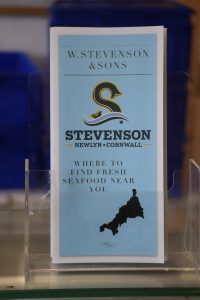 W. STEVENSON
& SONS
S
STEVENSON
NEWLYN • CORNWALL
WHERE TO
FIND FRESH
SEAFOOD NEAR
YOU